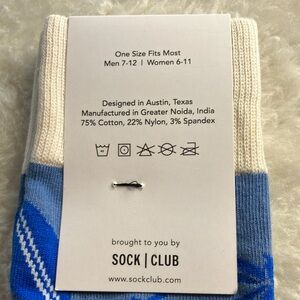 One Size Fits Most
Men 7-12 | Women 6-11
Designed in Austin, Texas
Manufactured in Greater Noida, India
75% Cotton, 22% Nylon, 3% Spandex
brought to you by
SOCK | CLUB
www.sockclub.com